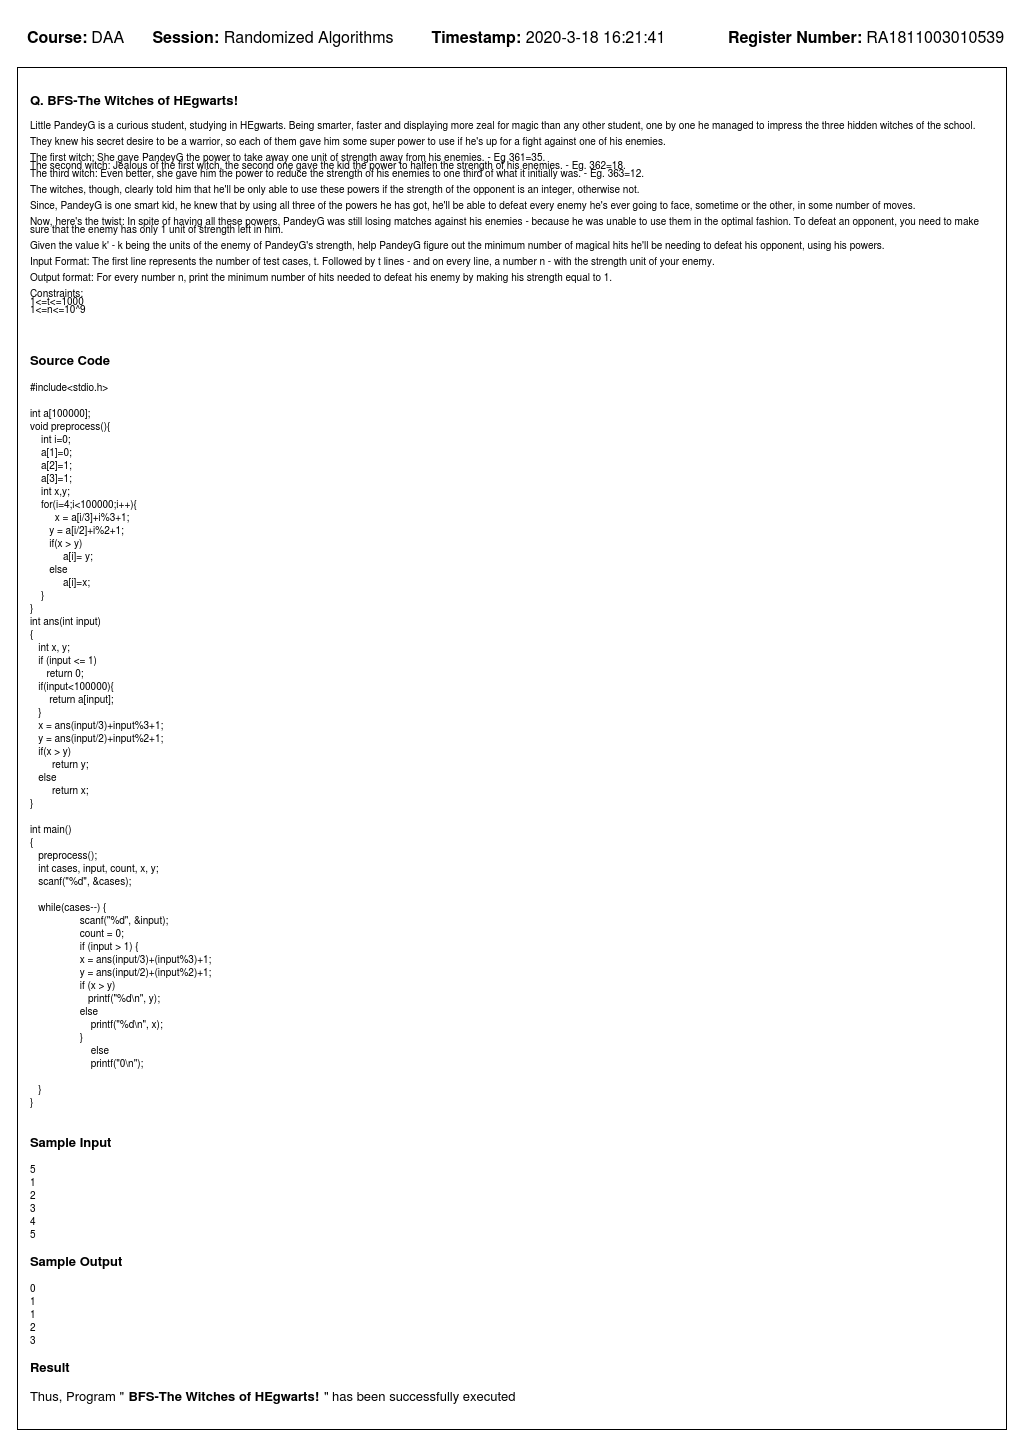 Course: DAA Session: Randomized Algorithms Timestamp: 2020-3-18 16:21:41 Register Number: RA1811003010539
Q. BFS-The Witches of HEgwarts!
Little PandeyG is a curious student, studying in HEgwarts. Being smarter, faster and displaying more zeal for magic than any other student, one by one he managed to impress the three hidden witches of the school.
They knew his secret desire to be a warrior, so each of them gave him some super power to use if he's up for a fight against one of his enemies.
The first witch: She gave PandeyG the power to take away one unit of strength away from his enemies. - Eg 361=35.
The second witch: Jealous of the first witch, the second one gave the kid the power to halfen the strength of his enemies. - Eg. 362=18.
The third witch: Even better, she gave him the power to reduce the strength of his enemies to one third of what it initially was. - Eg. 363=12.
The witches, though, clearly told him that he'll be only able to use these powers if the strength of the opponent is an integer, otherwise not.
Since, PandeyG is one smart kid, he knew that by using all three of the powers he has got, he'll be able to defeat every enemy he's ever going to face, sometime or the other, in some number of moves.
Now, here's the twist: In spite of having all these powers, PandeyG was still losing matches against his enemies - because he was unable to use them in the optimal fashion. To defeat an opponent, you need to make
sure that the enemy has only 1 unit of strength left in him.
Given the value k' - k being the units of the enemy of PandeyG's strength, help PandeyG figure out the minimum number of magical hits he'll be needing to defeat his opponent, using his powers.
Input Format: The first line represents the number of test cases, t. Followed by t lines - and on every line, a number n - with the strength unit of your enemy.
Output format: For every number n, print the minimum number of hits needed to defeat his enemy by making his strength equal to 1.
Constraints:
1<=t<=1000
1<=n<=10^9
Source Code
#include<stdio.h>
int a[100000];
void preprocess(){
int i=0;
a[1]=0;
a[2]=1;
a[3]=1;
int x,y;
for(i=4;i<100000;i++){
x = a[i/3]+i%3+1;
y = a[i/2]+i%2+1;
if(x > y)
a[i]= y;
else
a[i]=x;
}
}
int ans(int input)
{
int x, y;
if (input <= 1)
return 0;
if(input<100000){
return a[input];
}
x = ans(input/3)+input%3+1;
y = ans(input/2)+input%2+1;
if(x > y)
return y;
else
return x;
}
int main()
{
preprocess();
int cases, input, count, x, y;
scanf("%d", &cases);
while(cases--) {
scanf("%d", &input);
count = 0;
if (input > 1) {
x = ans(input/3)+(input%3)+1;
y = ans(input/2)+(input%2)+1;
if (x > y)
printf("%d\n", y);
else
printf("%d\n", x);
}
else
printf("0\n");
}
}
Sample Input
5
1
2
3
4
5
Sample Output
0
1
1
2
3
Result
Thus, Program " BFS-The Witches of HEgwarts! " has been successfully executed